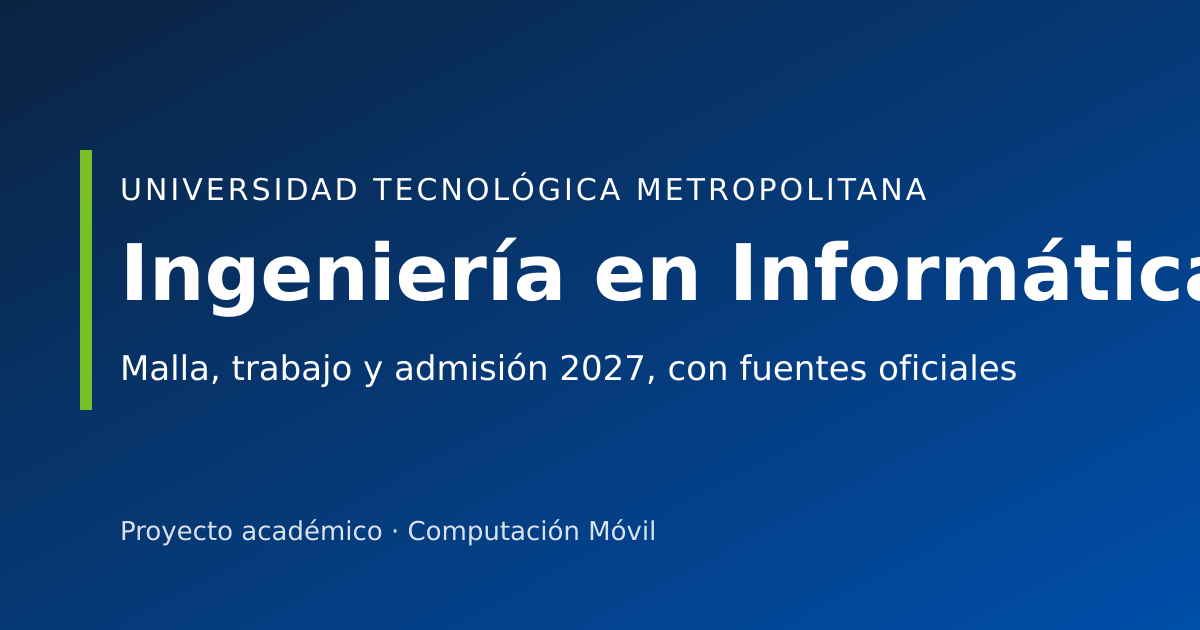 UNIVERSIDAD TECNOLÓGICA METROPOLITANA
Ingeniería en Informática
Malla, trabajo y admisión 2027, con fuentes oficiales
Proyecto académico · Computación Móvil